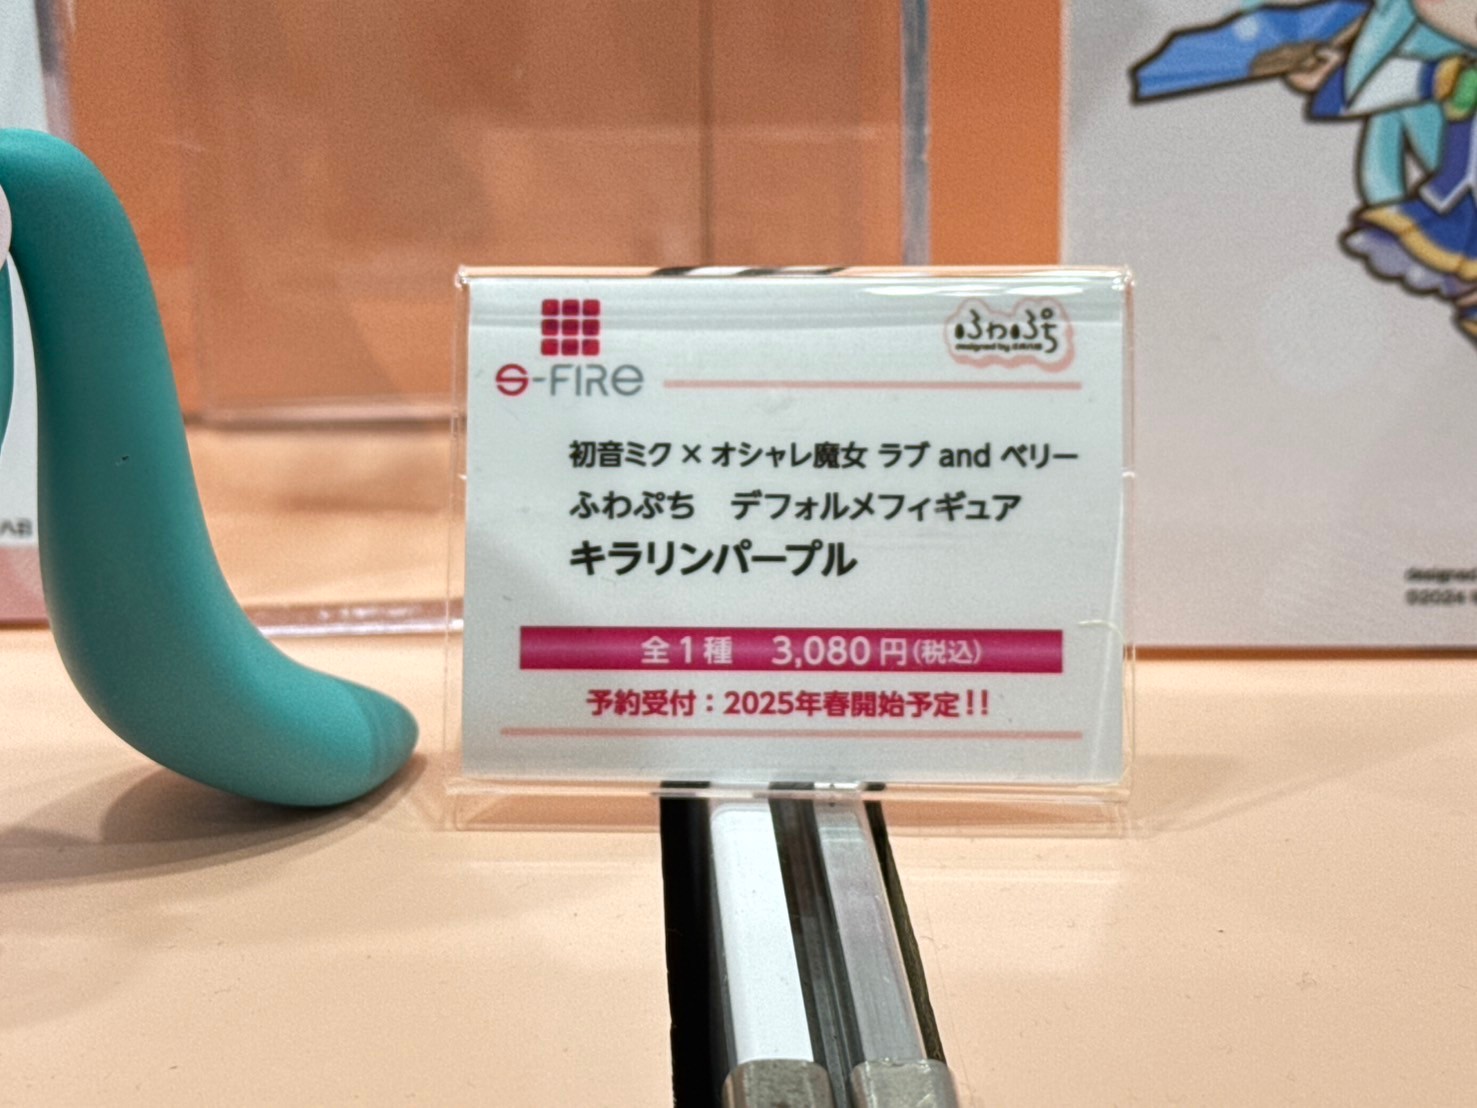 S-FIRE
ふわぷち
初音ミク × オシャレ魔女 ラブ and ベリー
ふわぷち　デフォルメフィギュア
キラリンパープル
全1種　3,080円(税込)
予約受付：2025年春開始予定!!
designed
©2024